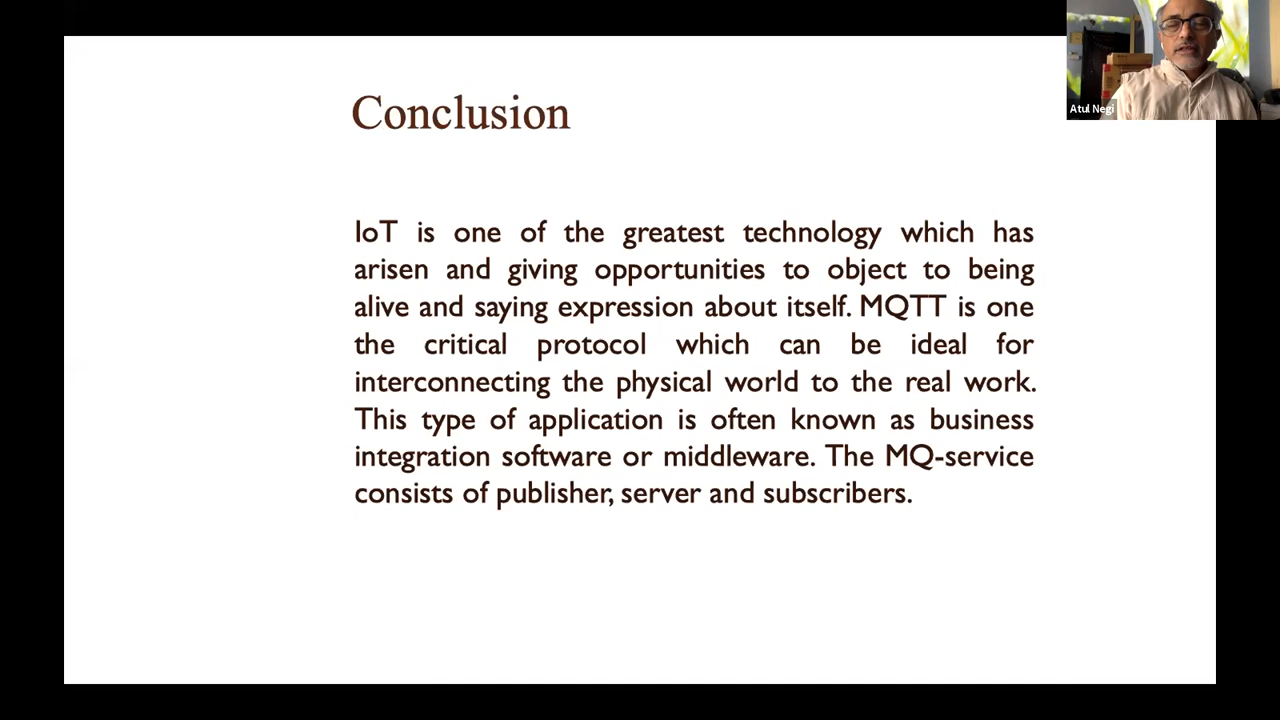 Atul Negi
Conclusion
IoT is one of the greatest technology which has
arisen and giving opportunities to object to being
alive and saying expression about itself. MQTT is one
the critical protocol which can be ideal for
interconnecting the physical world to the real work.
This type of application is often known as business
integration software or middleware. The MQ-service
consists of publisher, server and subscribers.